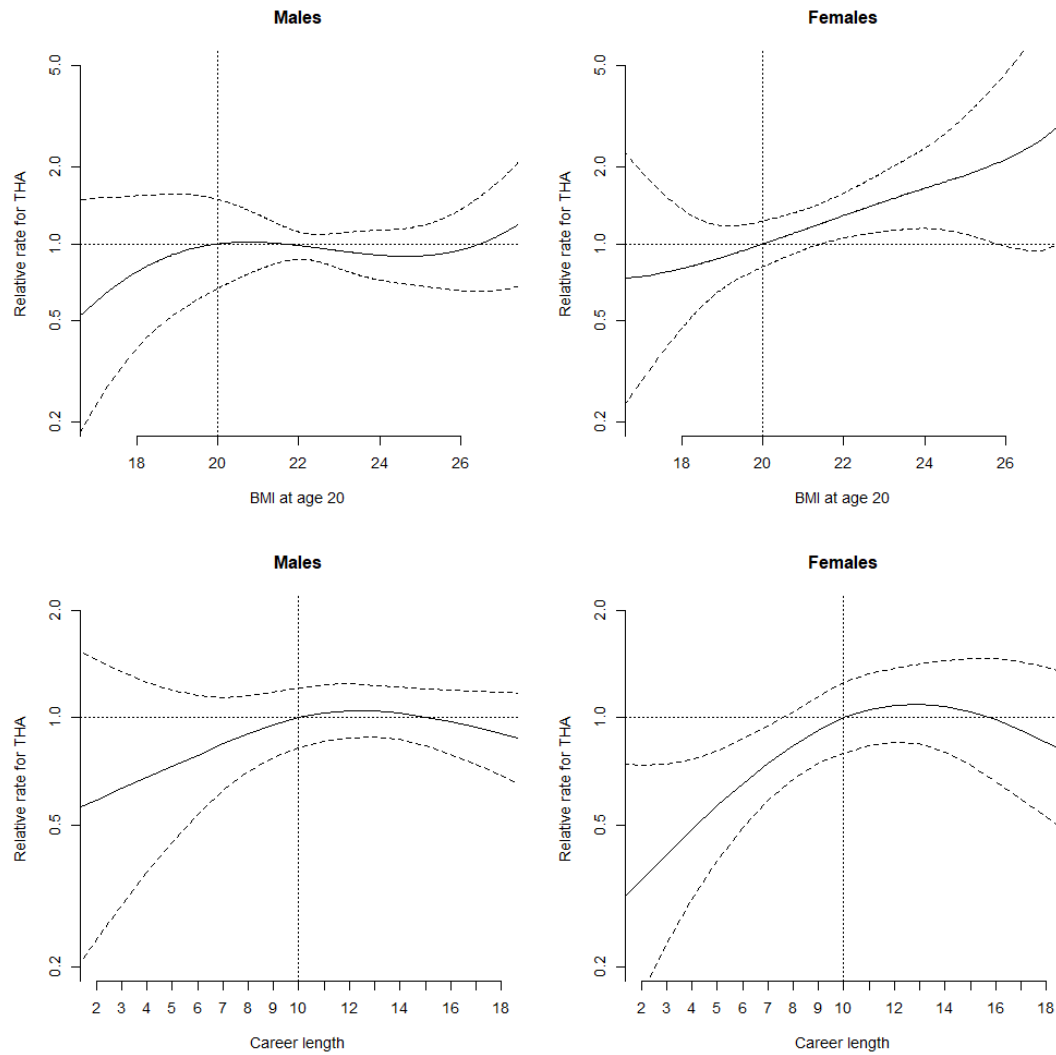 Males
Relative rate for THA
5.0
2.0
1.0
0.5
0.2
18 20 22 24 26
BMI at age 20
Females
Relative rate for THA
5.0
2.0
1.0
0.5
0.2
18 20 22 24 26
BMI at age 20
Males
Relative rate for THA
2.0
1.0
0.5
0.2
2 3 4 5 6 7 8 9 10 12 14 16 18
Career length
Females
Relative rate for THA
2.0
1.0
0.5
0.2
2 3 4 5 6 7 8 9 10 12 14 16 18
Career length